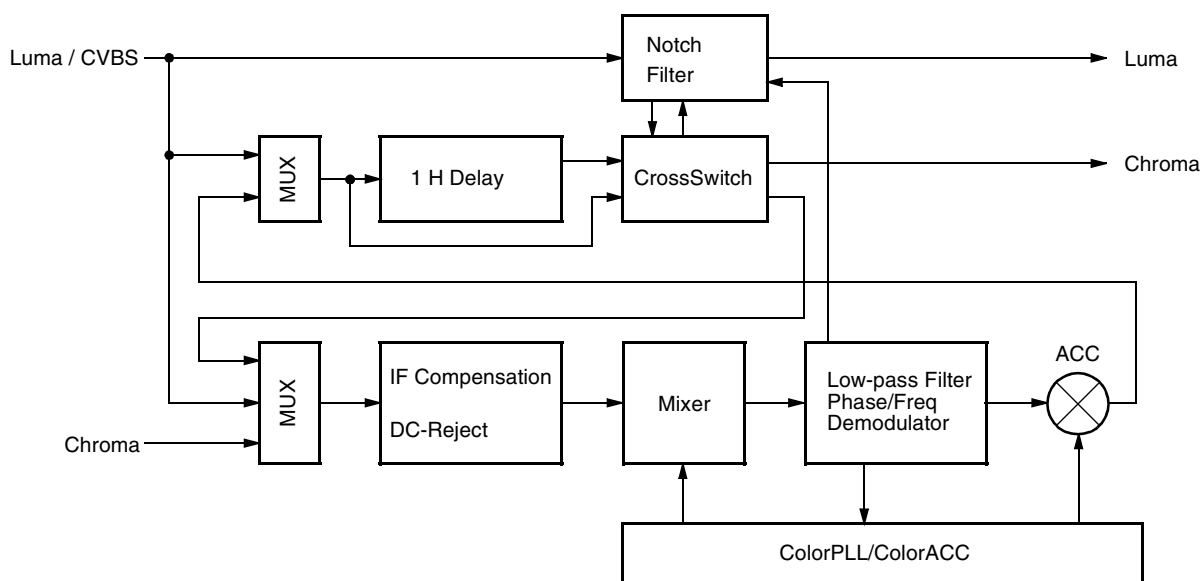 Notch
Filter
Luma / CVBS
Luma
MUX
1 H Delay
CrossSwitch
Chroma
ACC
MUX
IF Compensation
DC-Reject
Mixer
Low-pass Filter
Phase/Freq
Demodulator
Chroma
ColorPLL/ColorACC